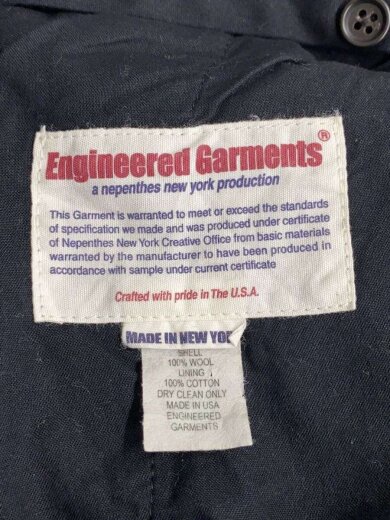 Engineered Garments®
a nepenthes new york production
This Garment is warranted to meet or exceed the standards
of specification we made and was produced under certificate
of Nepenthes New York Creative Office from basic materials
warranted by the manufacturer to have been produced in
accordance with sample under current certificate
Crafted with pride in The U.S.A.
MADE IN NEW YO
SHELL
100% WOOL
LINING
100% COTTON
DRY CLEAN ONLY
MADE IN USA
ENGINEERED
GARMENTS